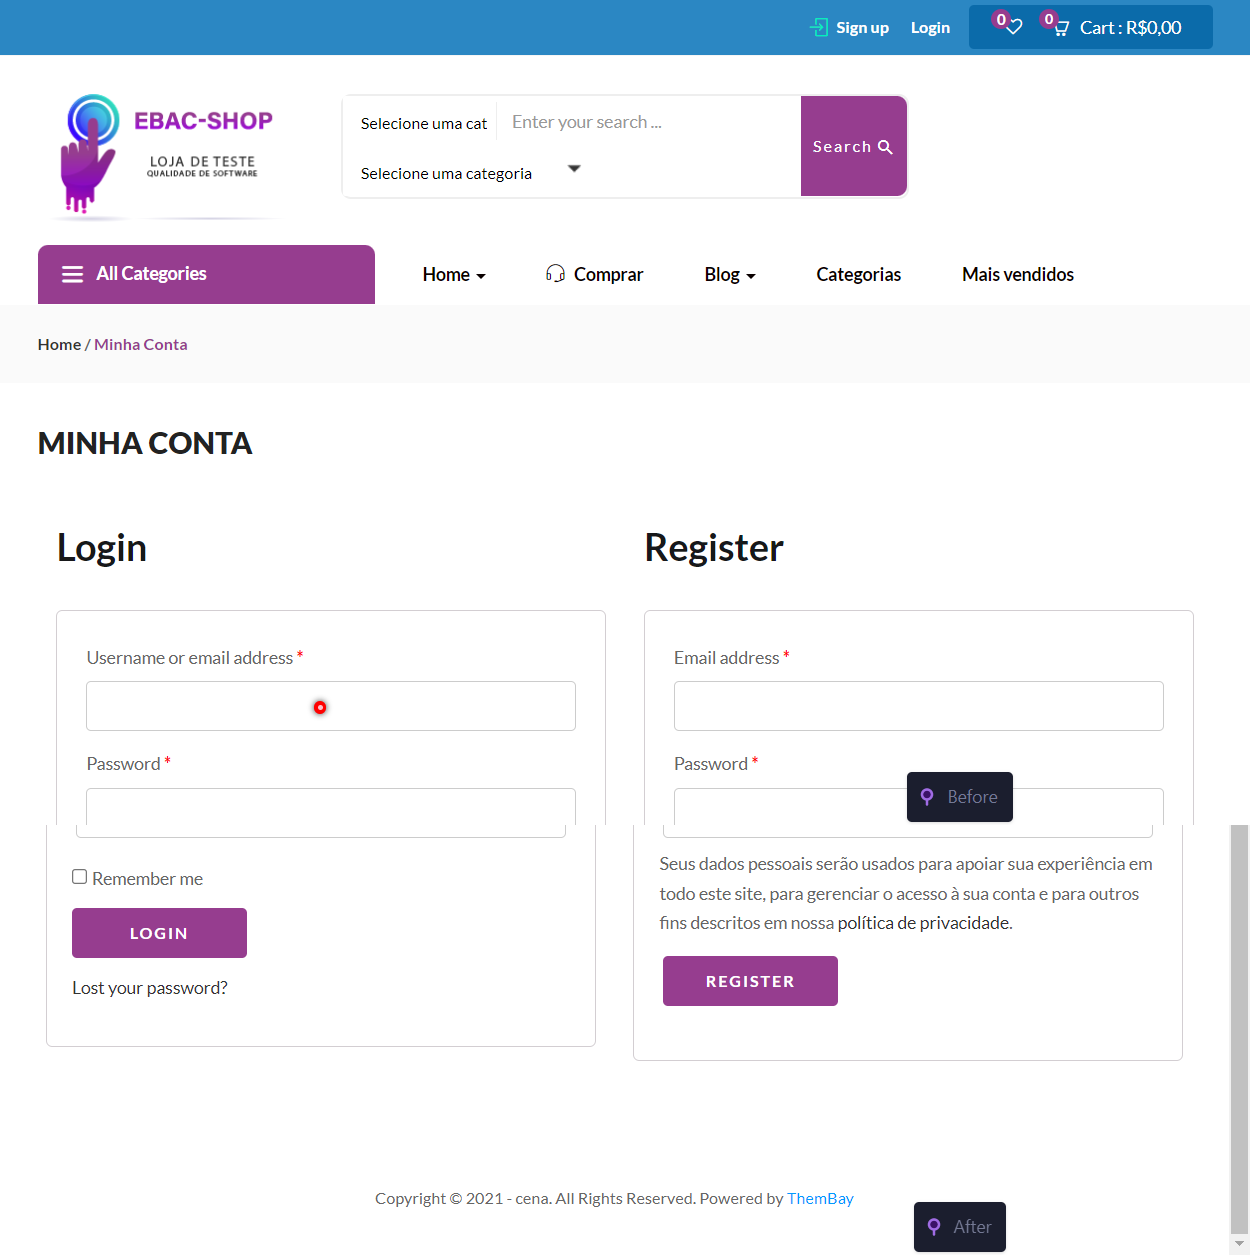 Sign up
Login
0
0
Cart : R$0,00
EBAC-SHOP
LOJA DE TESTE
QUALIDADE DE SOFTWARE
Selecione uma cat
Enter your search ...
Selecione uma categoria
Search
All Categories
Home
Comprar
Blog
Categorias
Mais vendidos
Home / Minha Conta
MINHA CONTA
Login
Username or email address *
Password *
Remember me
LOGIN
Lost your password?
Register
Email address *
Password *
Before
Seus dados pessoais serão usados para apoiar sua experiência em
todo este site, para gerenciar o acesso à sua conta e para outros
fins descritos em nossa política de privacidade.
REGISTER
Copyright © 2021 - cena. All Rights Reserved. Powered by ThemBay
After